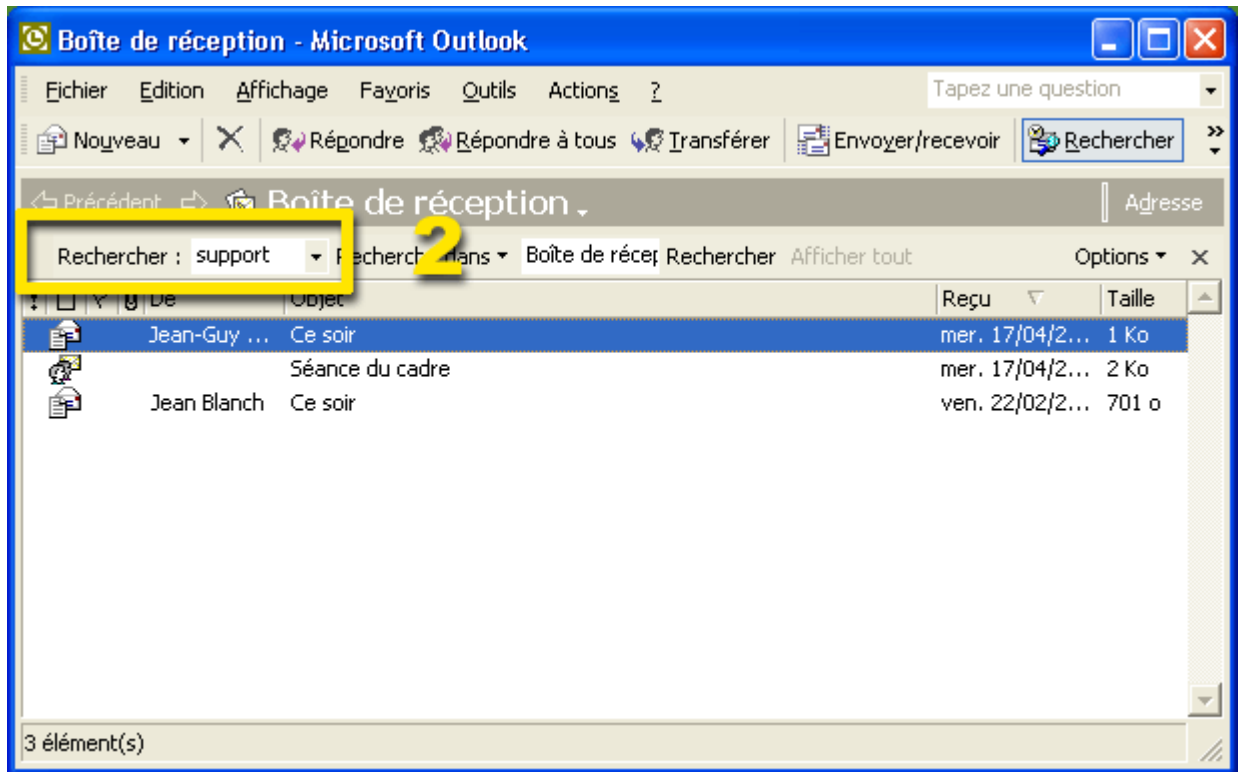 Boîte de réception - Microsoft Outlook
Fichier Edition Affichage Favoris Outils Actions ? Tapez une question
Nouveau Répondre Répondre à tous Transférer Envoyer/recevoir Rechercher
Précédent Boîte de réception Adresse
Rechercher : support 2 dans Boîte de récep Rechercher Afficher tout Options
De Objet Reçu Taille
Jean-Guy ... Ce soir mer. 17/04/2... 1 Ko
Séance du cadre mer. 17/04/2... 2 Ko
Jean Blanch Ce soir ven. 22/02/2... 701 o
3 élément(s)